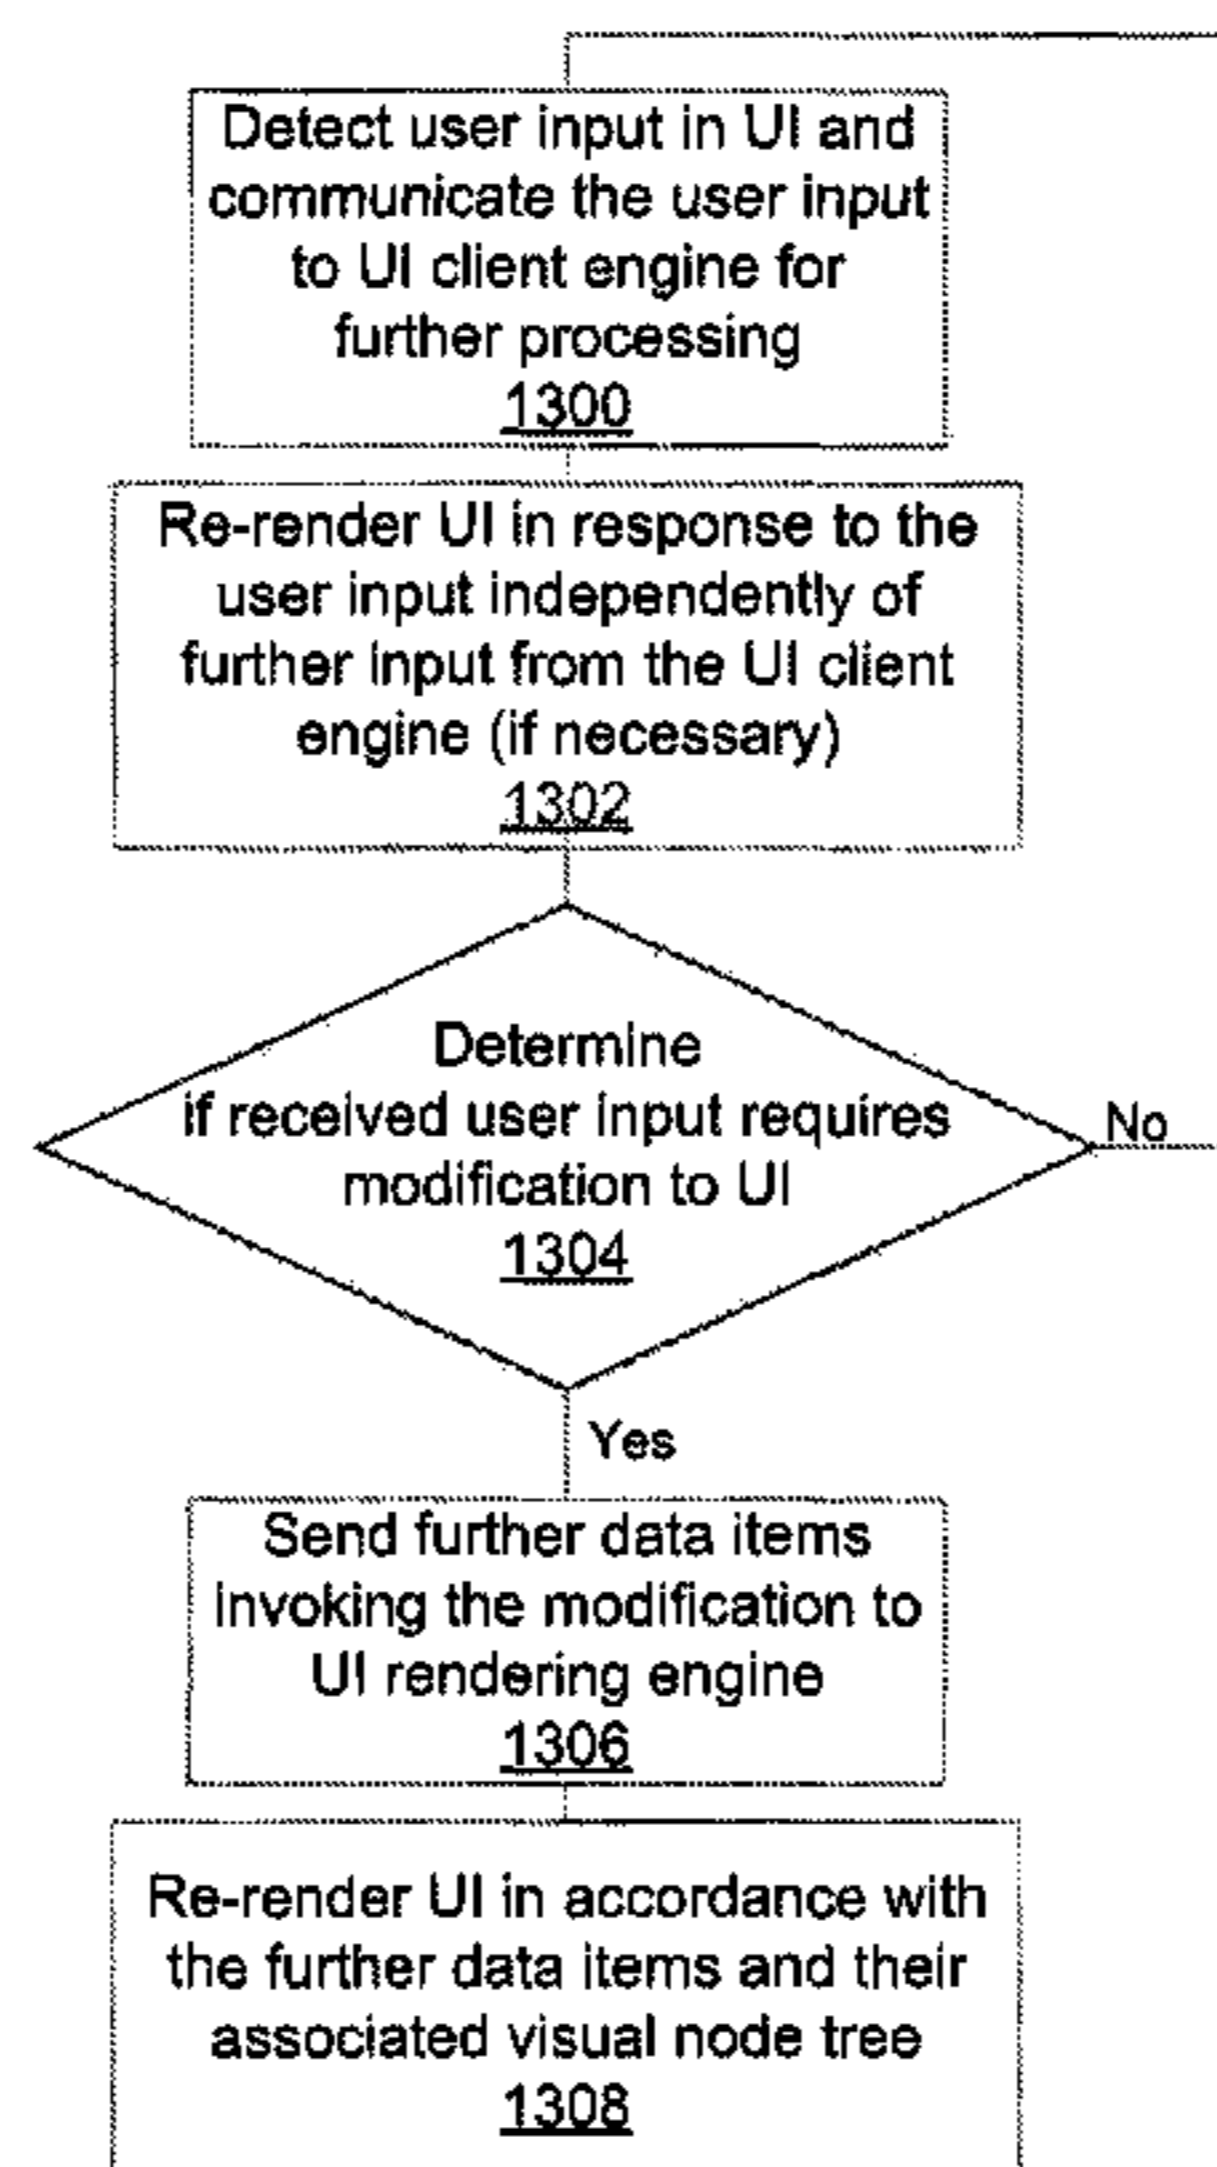 Detect user input in UI and
communicate the user input
to UI client engine for
further processing
1300
Re-render UI in response to the
user input independently of
further input from the UI client
engine (if necessary)
1302
Determine
if received user input requires
modification to UI
1304
No
Yes
Send further data items
invoking the modification to
UI rendering engine
1306
Re-render UI in accordance with
the further data items and their
associated visual node tree
1308